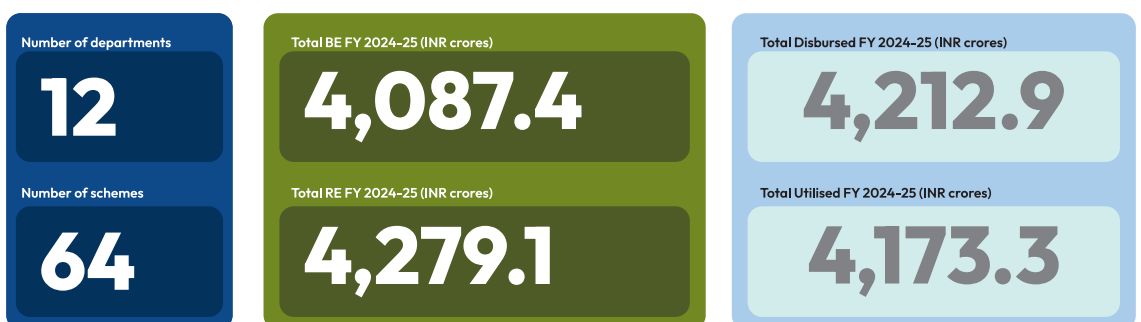 Number of departments
12
Number of schemes
64
Total BE FY 2024-25 (INR crores)
4,087.4
Total RE FY 2024-25 (INR crores)
4,279.1
Total Disbursed FY 2024-25 (INR crores)
4,212.9
Total Utilised FY 2024-25 (INR crores)
4,173.3